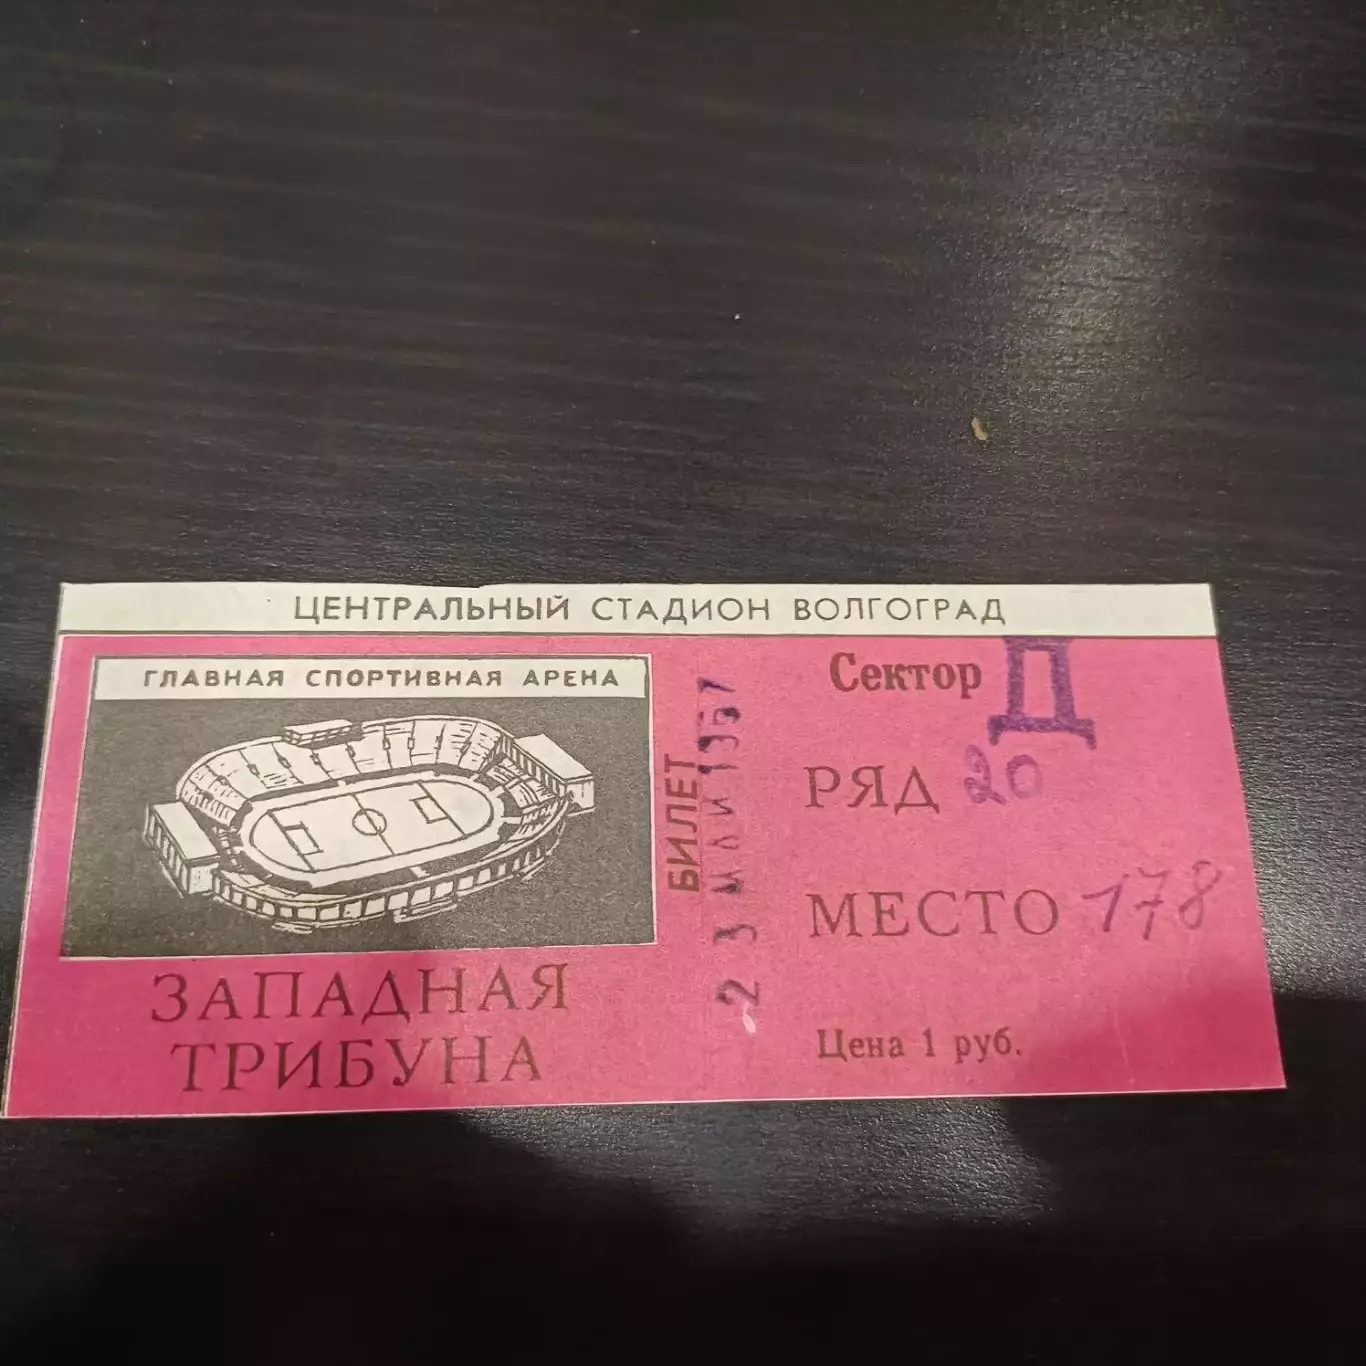 ЦЕНТРАЛЬНЫЙ СТАДИОН ВОЛГОГРАД
ГЛАВНАЯ СПОРТИВНАЯ АРЕНА
ЗАПАДНАЯ
ТРИБУНА
БИЛЕТ
Сектор Д
РЯД 20
МЕСТО 178
Цена 1 руб.